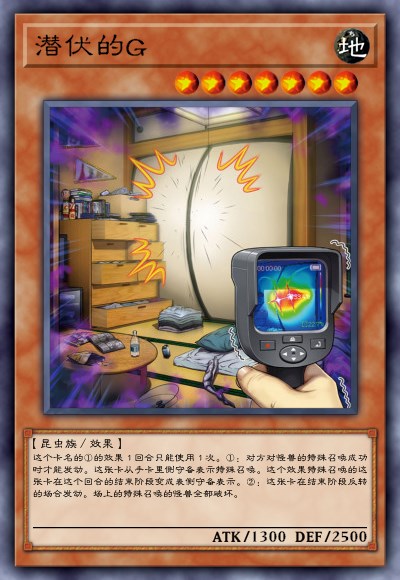 潜伏的G
地
00:00:00
【昆虫族／效果】
这个卡名的①的效果1回合只能使用1次。①：对方对怪兽的特殊召唤成功
时才能发动。这张卡从手卡里侧守备表示特殊召唤。这个效果特殊召唤的这
张卡在这个回合的结束阶段变成表侧守备表示。②：这张卡在结束阶段反转
的场合发动。场上的特殊召唤的怪兽全部破坏。
ATK/1300 DEF/2500